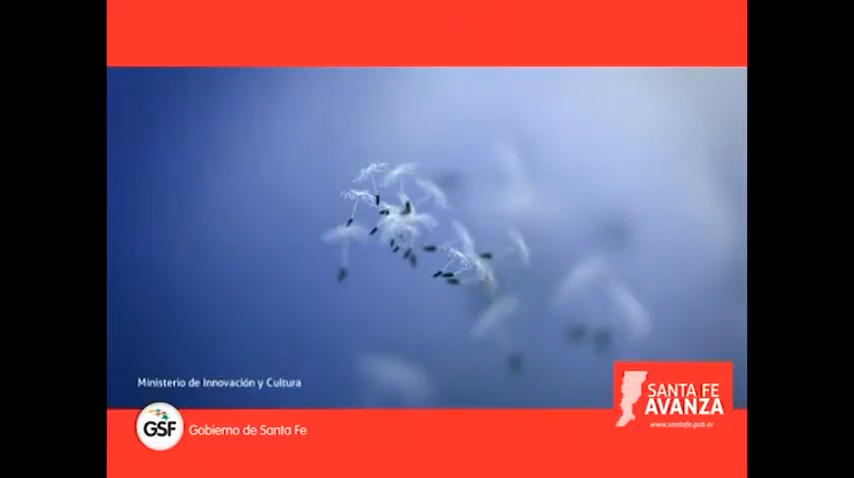 Ministerio de Innovación y Cultura
GSF
Gobierno de Santa Fe
SANTA FE
AVANZA
www.santafe.gob.ar